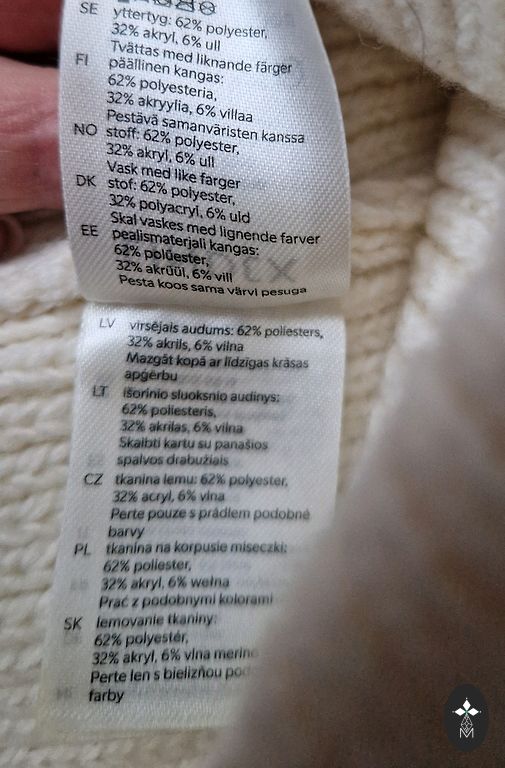 SE yttertyg: 62% polyester,
32% akryl, 6% ull
Tvättas med liknande färger
FI päällinen kangas:
62% polyesteria,
32% akryylia, 6% villaa
Pestävä samanväristen kanssa
NO stoff: 62% polyester,
32% akryl, 6% ull
Vask med like farger
DK stof: 62% polyester,
32% polyacryl, 6% uld
Skal vaskes med lignende farver
EE pealismaterjali kangas:
62% polüester,
32% akrüül, 6% vill
Pesta koos sama värvi pesuga
LV virsējais audums: 62% poliesters,
32% akrils, 6% vilna
Mazgāt kopā ar līdzīgas krāsas
apģērbu
LT išorinio sluoksnio audinys:
62% poliesteris,
32% akrilas, 6% vilna
Skalbti kartu su panašios
spalvos drabužiais
CZ tkanina lemu: 62% polyester,
32% acryl, 6% vlna
Perte pouze s prádlem podobné
barvy
PL tkanina na korpusie miseczki:
62% poliester,
32% akryl, 6% wełna
Prać z podobnymi kolorami
SK lemovanie tkaniny:
62% polyestér,
32% akryl, 6% vlna merino
Perte len s bielizňou pod
farby
M